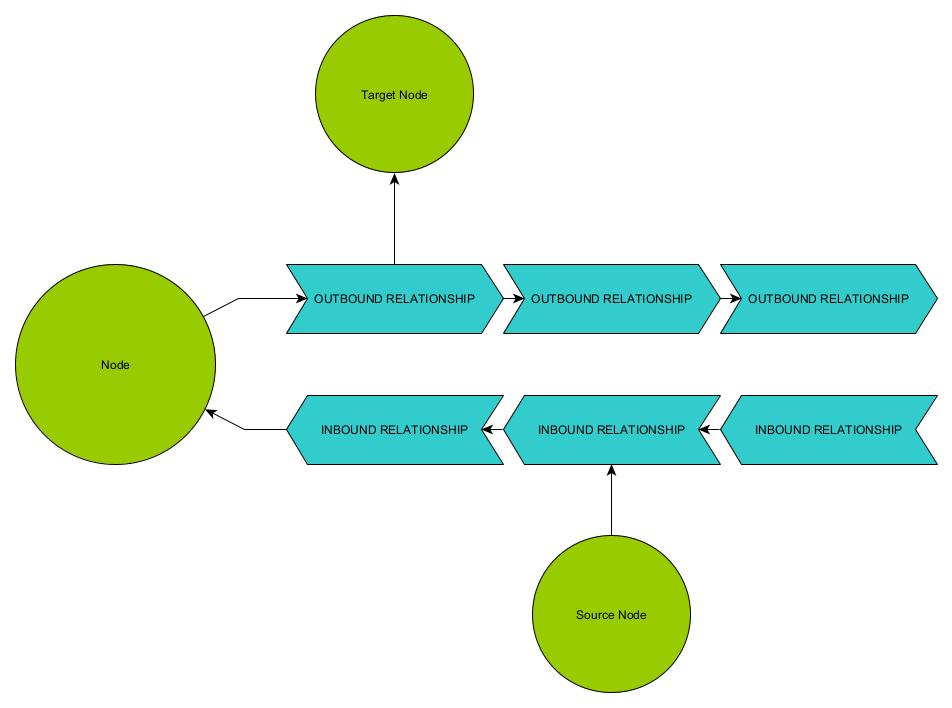 Target Node
OUTBOUND RELATIONSHIP
OUTBOUND RELATIONSHIP
OUTBOUND RELATIONSHIP
Node
INBOUND RELATIONSHIP
INBOUND RELATIONSHIP
INBOUND RELATIONSHIP
Source Node